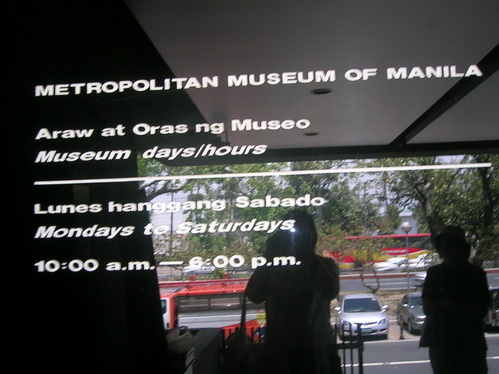 METROPOLITAN MUSEUM OF MANILA
Araw at Oras ng Museo
Museum days/hours
Lunes hanggang Sabado
Mondays to Saturdays
10:00 a.m. — 6:00 p.m.